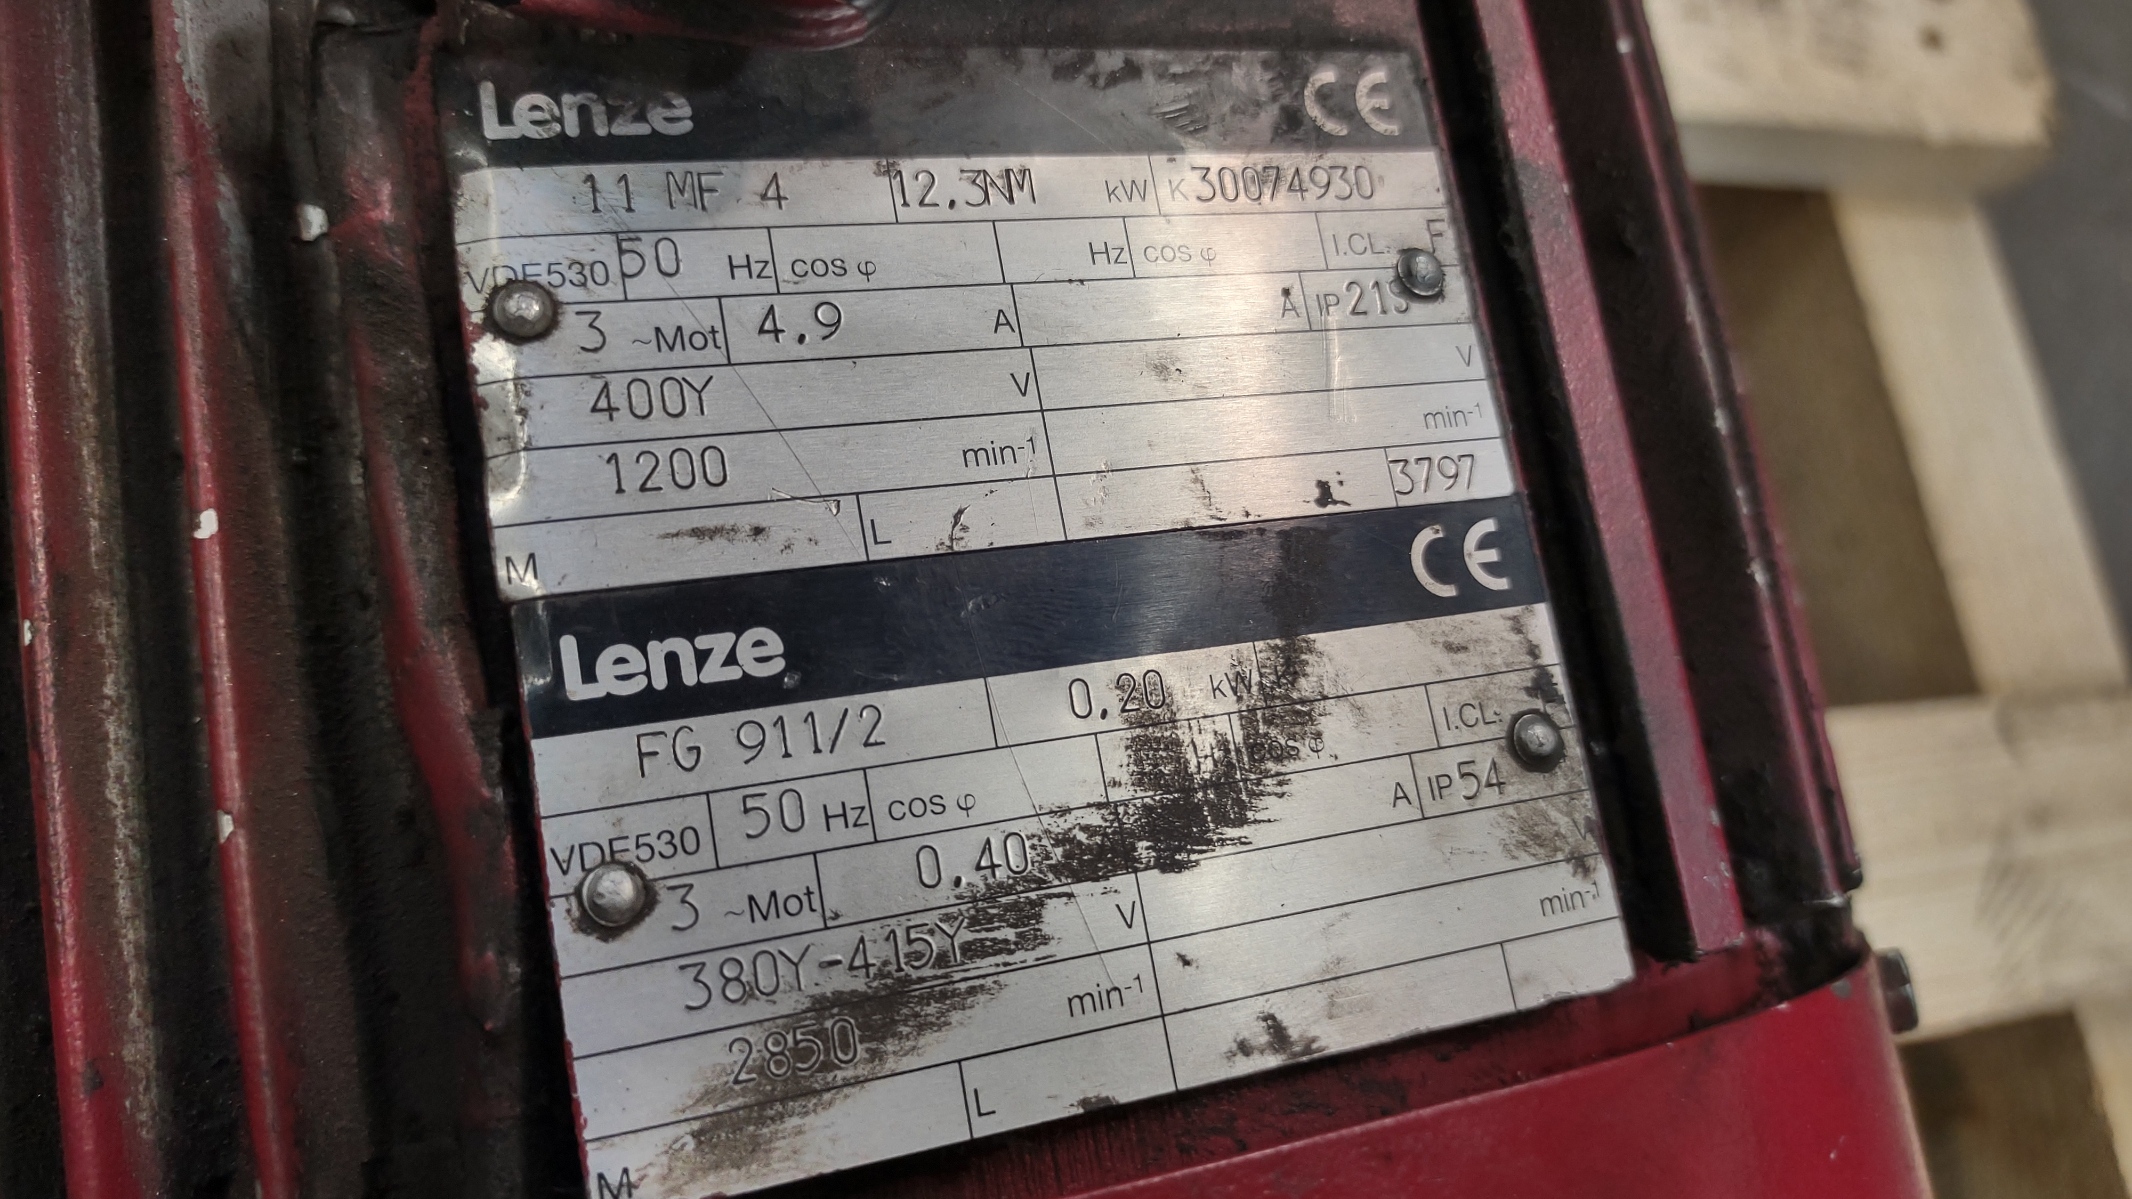 Lenze CE
11 MF 4 12.3NM kW K30074930
VDE530 50 Hz cos φ Hz cos φ I.CL. F
3 ~Mot 4.9 A A IP21S
400Y V V
1200 min-1 min-1
M L 3797
Lenze CE
FG 911/2 0.20 kW K
VDE530 50 Hz cos φ Hz cos φ I.CL.
3 ~Mot 0.40 A IP54
380Y-415Y V V
2850 min-1 min-1
M L